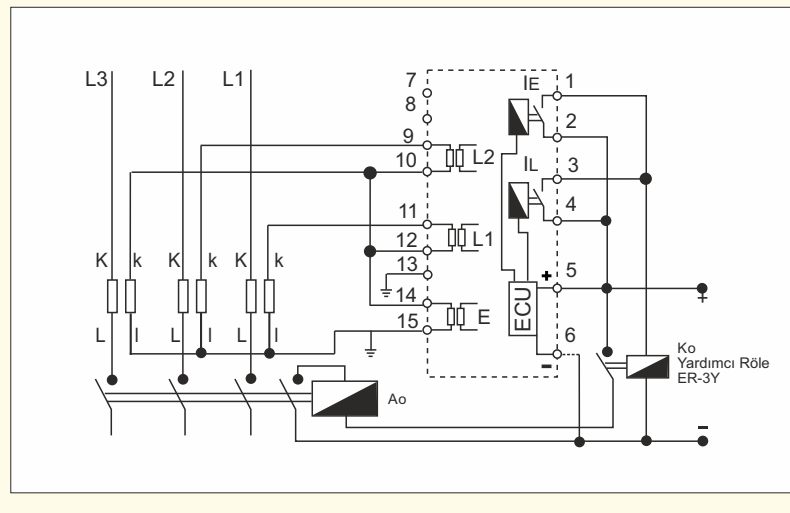 L3 L2 L1
7
8
9
10
L2
11
12
L1
13
14
15
E
IE
1
2
IL
3
4
+
5
ECU
6
-
K k K k K k
L l L l L l
Ao
Ko
Yardımcı Röle
ER-3Y
+
-